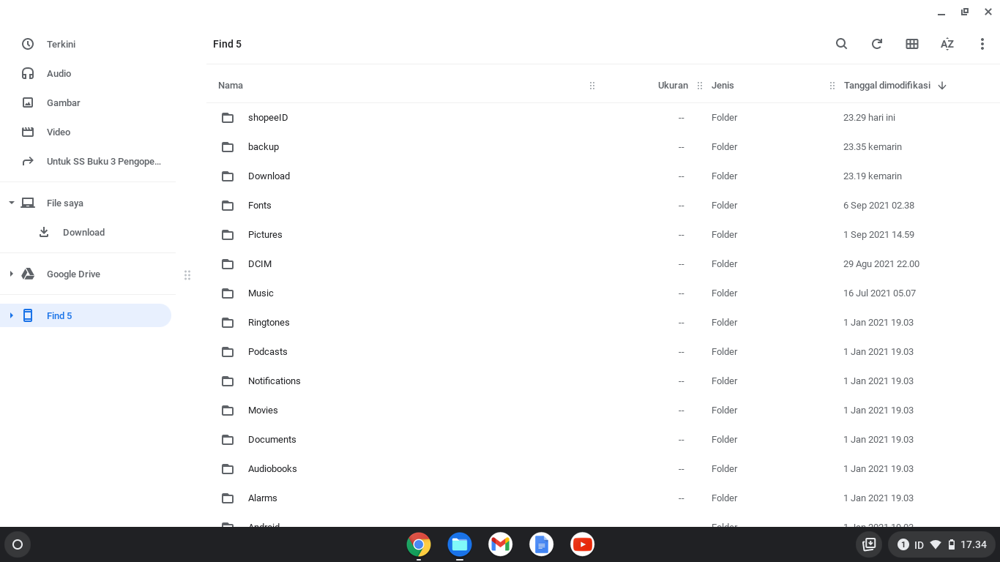 Terkini
Audio
Gambar
Video
Untuk SS Buku 3 Pengope...
File saya
Download
Google Drive
Find 5
Find 5
AZ
Nama Ukuran Jenis Tanggal dimodifikasi
shopeeID -- Folder 23.29 hari ini
backup -- Folder 23.35 kemarin
Download -- Folder 23.19 kemarin
Fonts -- Folder 6 Sep 2021 02.38
Pictures -- Folder 1 Sep 2021 14.59
DCIM -- Folder 29 Agu 2021 22.00
Music -- Folder 16 Jul 2021 05.07
Ringtones -- Folder 1 Jan 2021 19.03
Podcasts -- Folder 1 Jan 2021 19.03
Notifications -- Folder 1 Jan 2021 19.03
Movies -- Folder 1 Jan 2021 19.03
Documents -- Folder 1 Jan 2021 19.03
Audiobooks -- Folder 1 Jan 2021 19.03
Alarms -- Folder 1 Jan 2021 19.03
Android -- Folder 1 Jan 2021 19.03
1 ID 17.34